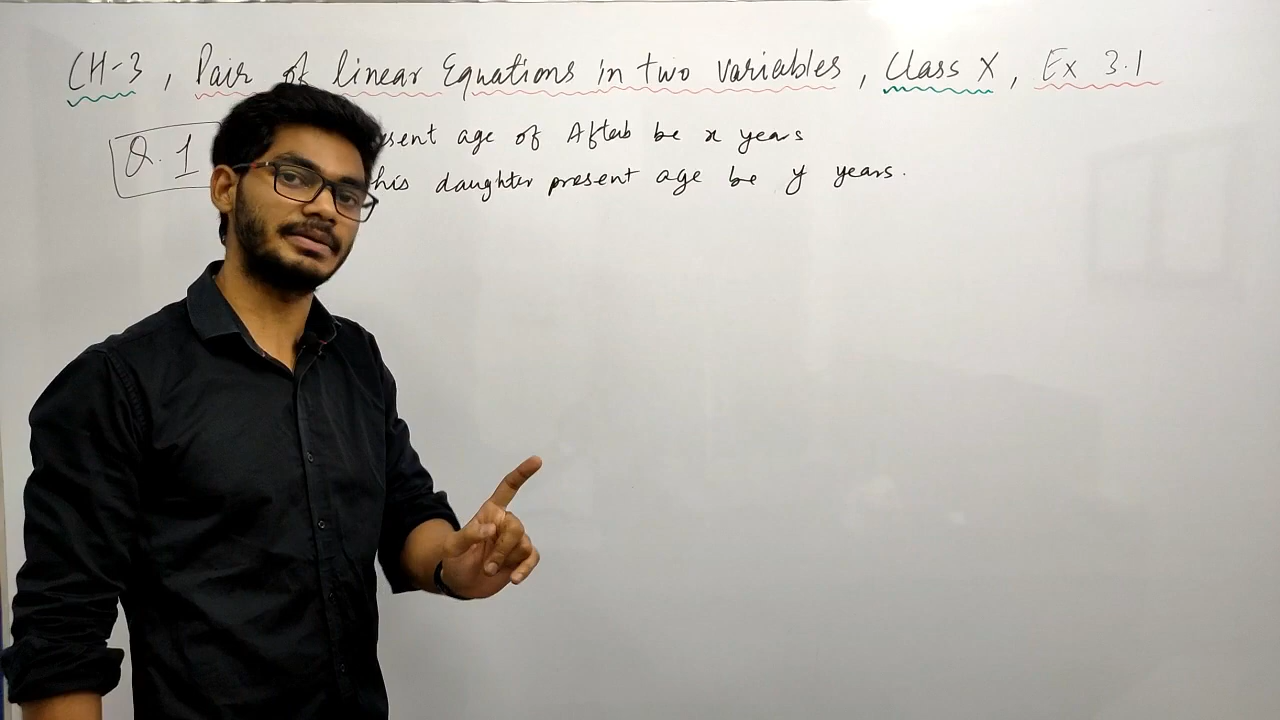 CH-3, Pair of linear Equations in two variables, Class X, Ex 3.1
Q.1 esent age of Aftab be x years
his daughter present age be y years.